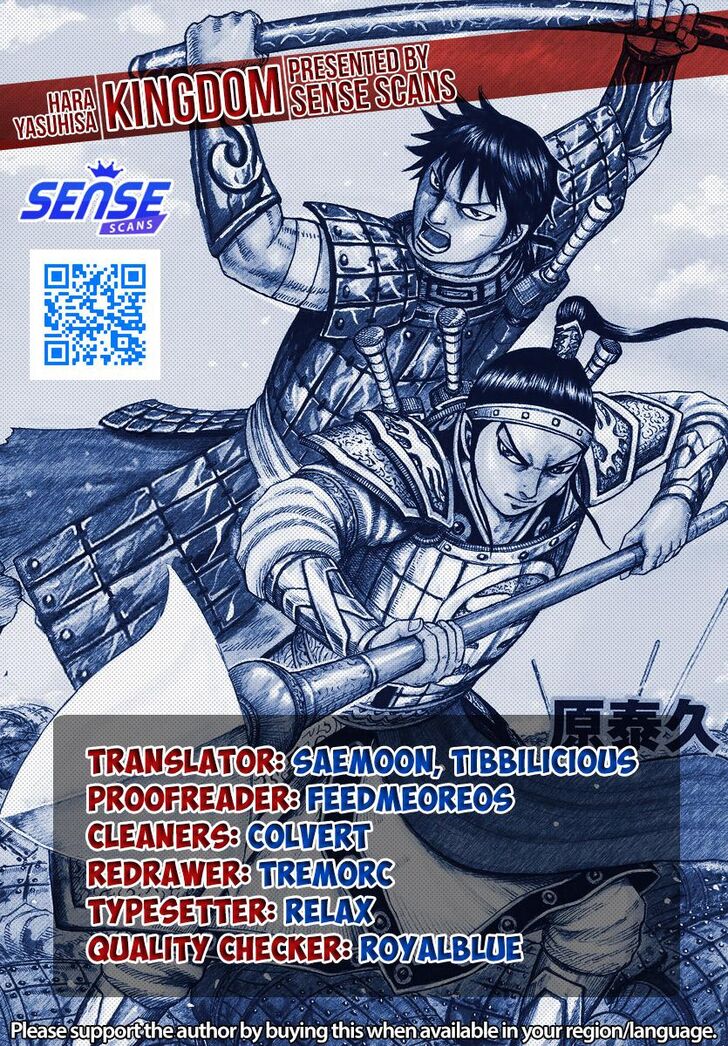 HARA
YASUHISA
KINGDOM
PRESENTED BY
SENSE SCANS
SENSE
SCANS
原泰久
TRANSLATOR: SAEMOON, TIBBILICIOUS
PROOFREADER: FEEDMEOREOS
CLEANERS: COLVERT
REDRAWER: TREMORC
TYPESETTER: RELAX
QUALITY CHECKER: ROYALBLUE
Please support the author by buying this when available in your region/language.